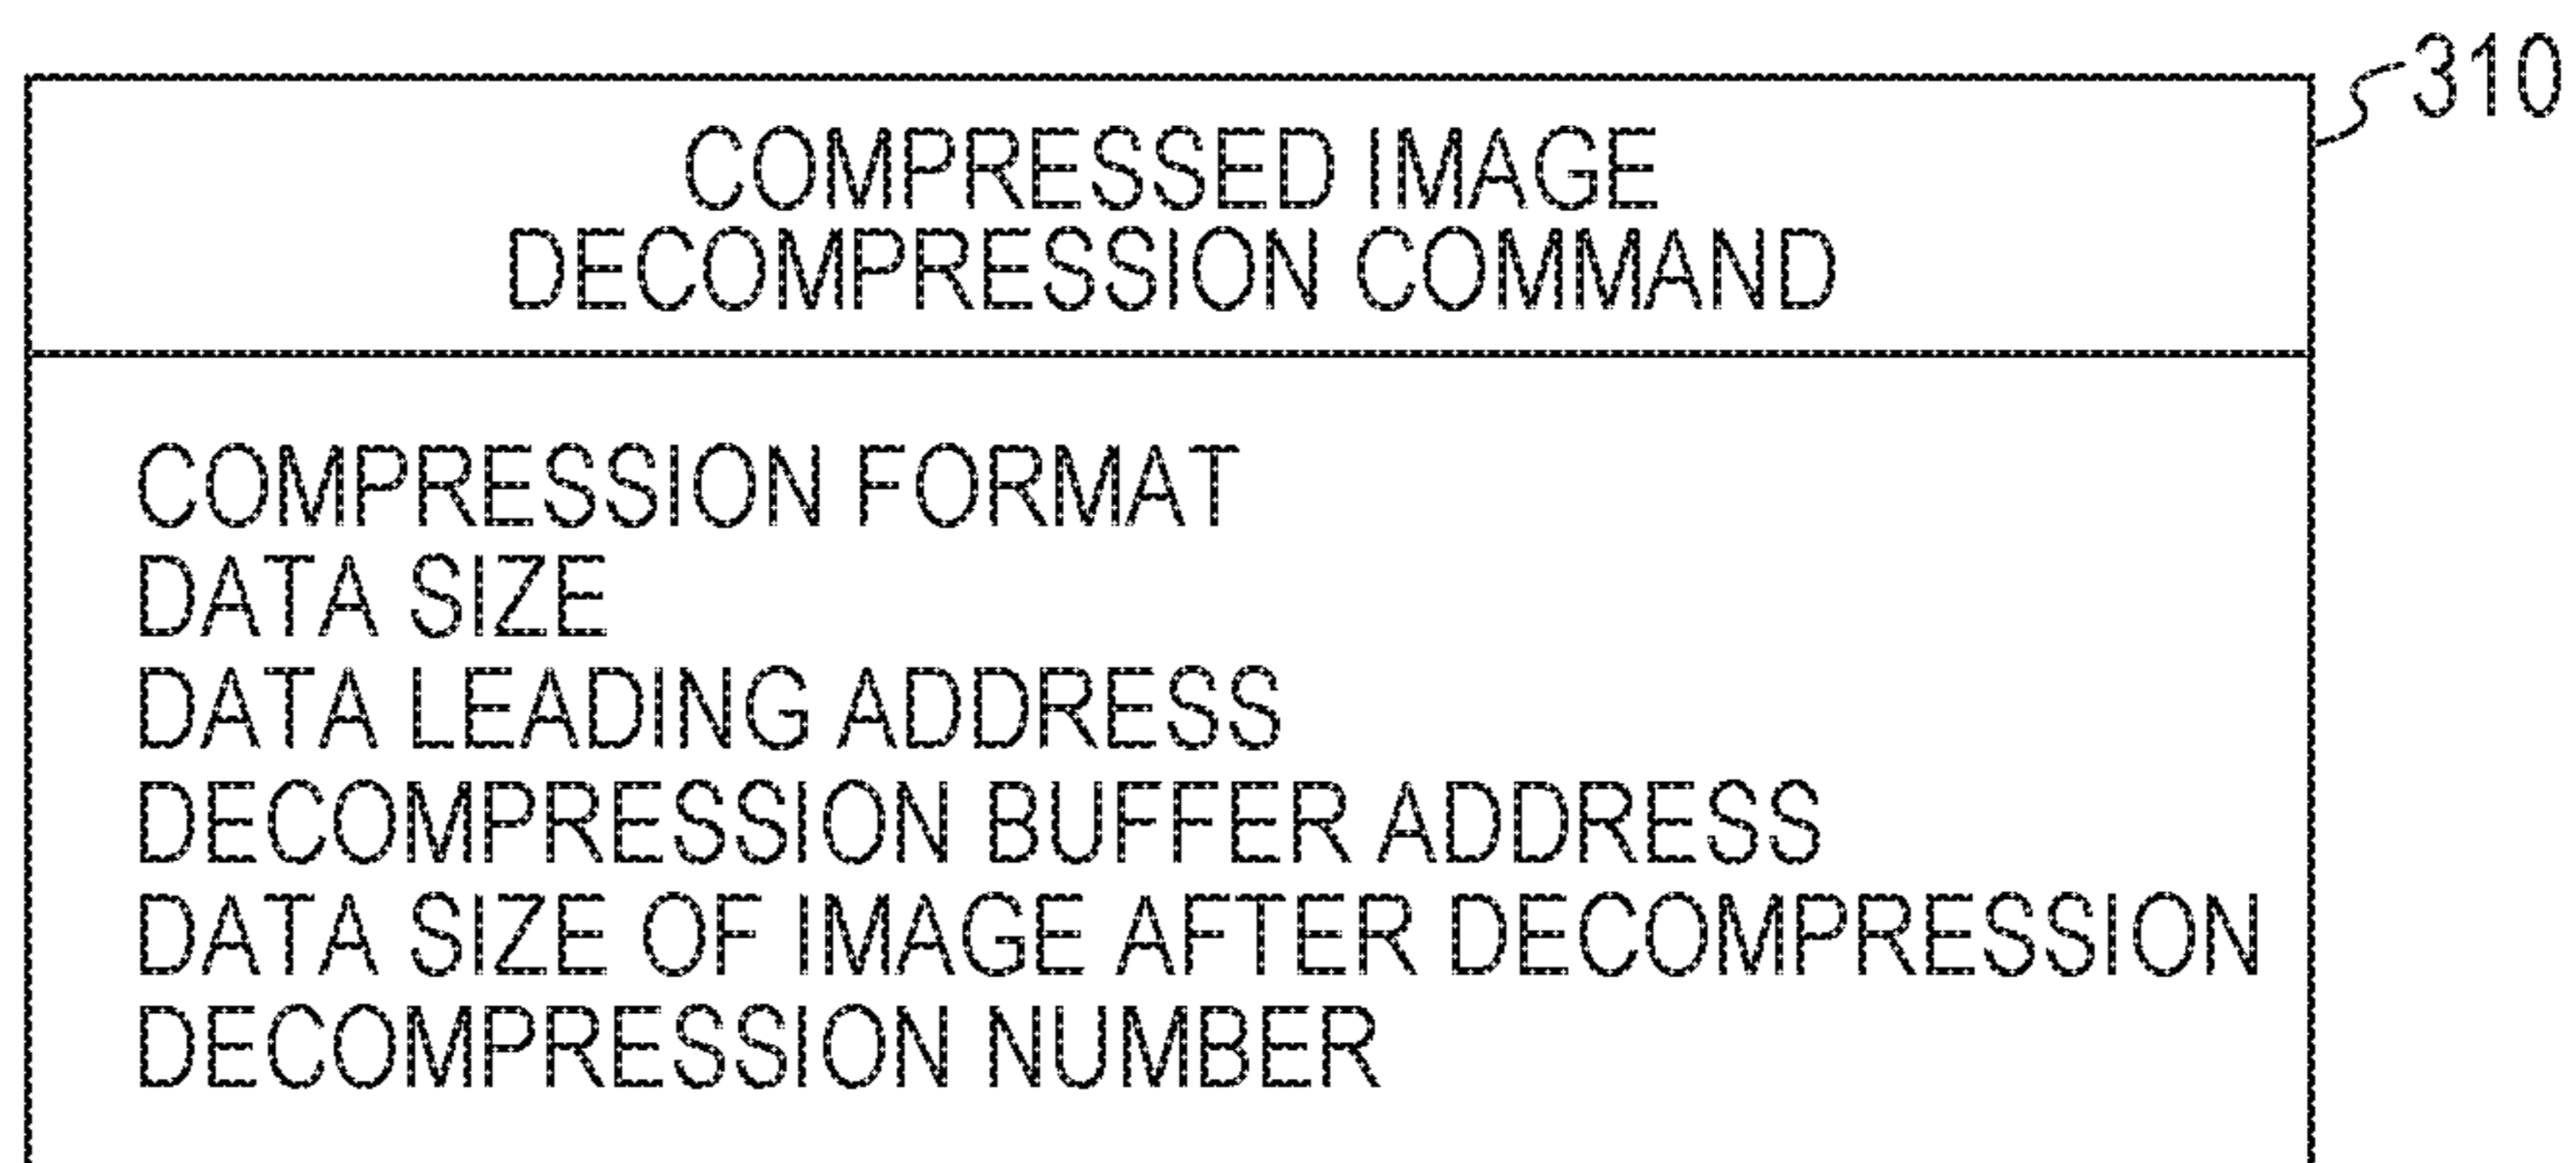 310
COMPRESSED IMAGE
DECOMPRESSION COMMAND
COMPRESSION FORMAT
DATA SIZE
DATA LEADING ADDRESS
DECOMPRESSION BUFFER ADDRESS
DATA SIZE OF IMAGE AFTER DECOMPRESSION
DECOMPRESSION NUMBER